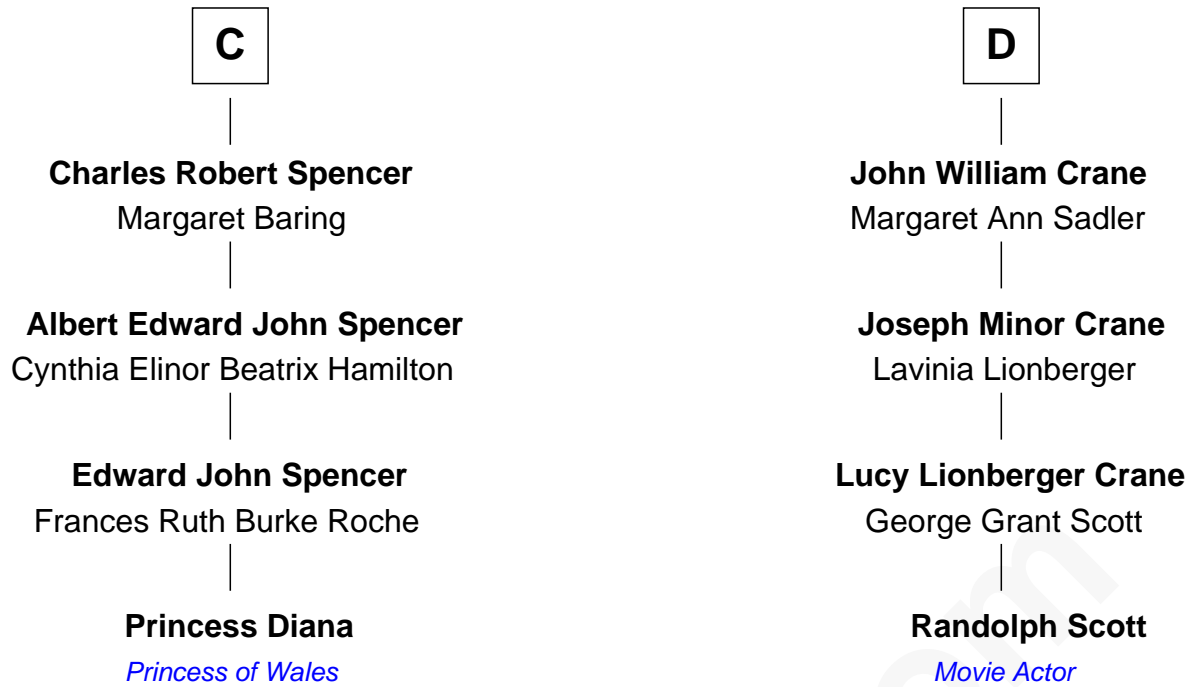 C
Charles Robert Spencer
Margaret Baring
Albert Edward John Spencer
Cynthia Elinor Beatrix Hamilton
Edward John Spencer
Frances Ruth Burke Roche
Princess Diana
Princess of Wales
D
John William Crane
Margaret Ann Sadler
Joseph Minor Crane
Lavinia Lionberger
Lucy Lionberger Crane
George Grant Scott
Randolph Scott
Movie Actor